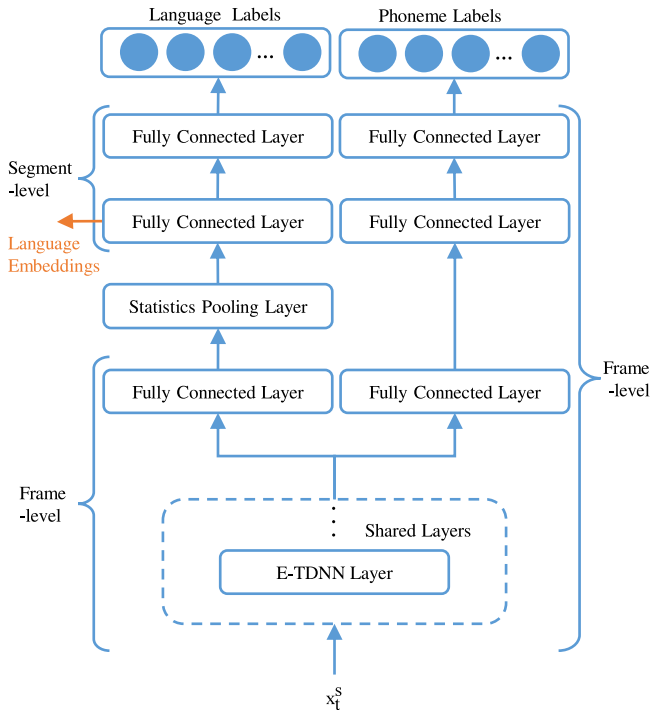 Language Labels
Phoneme Labels
...
...
Fully Connected Layer
Fully Connected Layer
Segment
-level
Fully Connected Layer
Fully Connected Layer
Language
Embeddings
Statistics Pooling Layer
Fully Connected Layer
Fully Connected Layer
Frame
-level
Frame
-level
Shared Layers
E-TDNN Layer
x_t^s